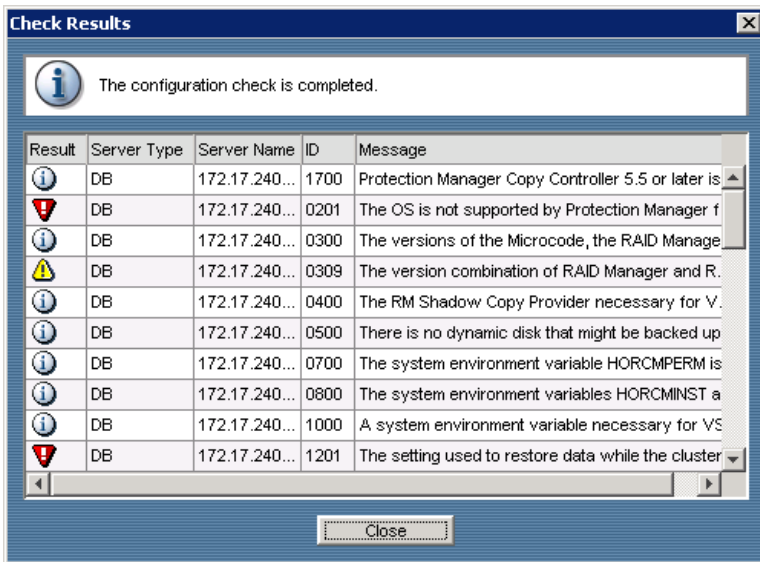 Check Results
The configuration check is completed.
Result Server Type Server Name ID Message
DB 172.17.240... 1700 Protection Manager Copy Controller 5.5 or later is
DB 172.17.240... 0201 The OS is not supported by Protection Manager f
DB 172.17.240... 0300 The versions of the Microcode, the RAID Manage
DB 172.17.240... 0309 The version combination of RAID Manager and R.
DB 172.17.240... 0400 The RM Shadow Copy Provider necessary for V.
DB 172.17.240... 0500 There is no dynamic disk that might be backed up
DB 172.17.240... 0700 The system environment variable HORCMPERM is
DB 172.17.240... 0800 The system environment variables HORCMINST a
DB 172.17.240... 1000 A system environment variable necessary for VS
DB 172.17.240... 1201 The setting used to restore data while the cluster
Close